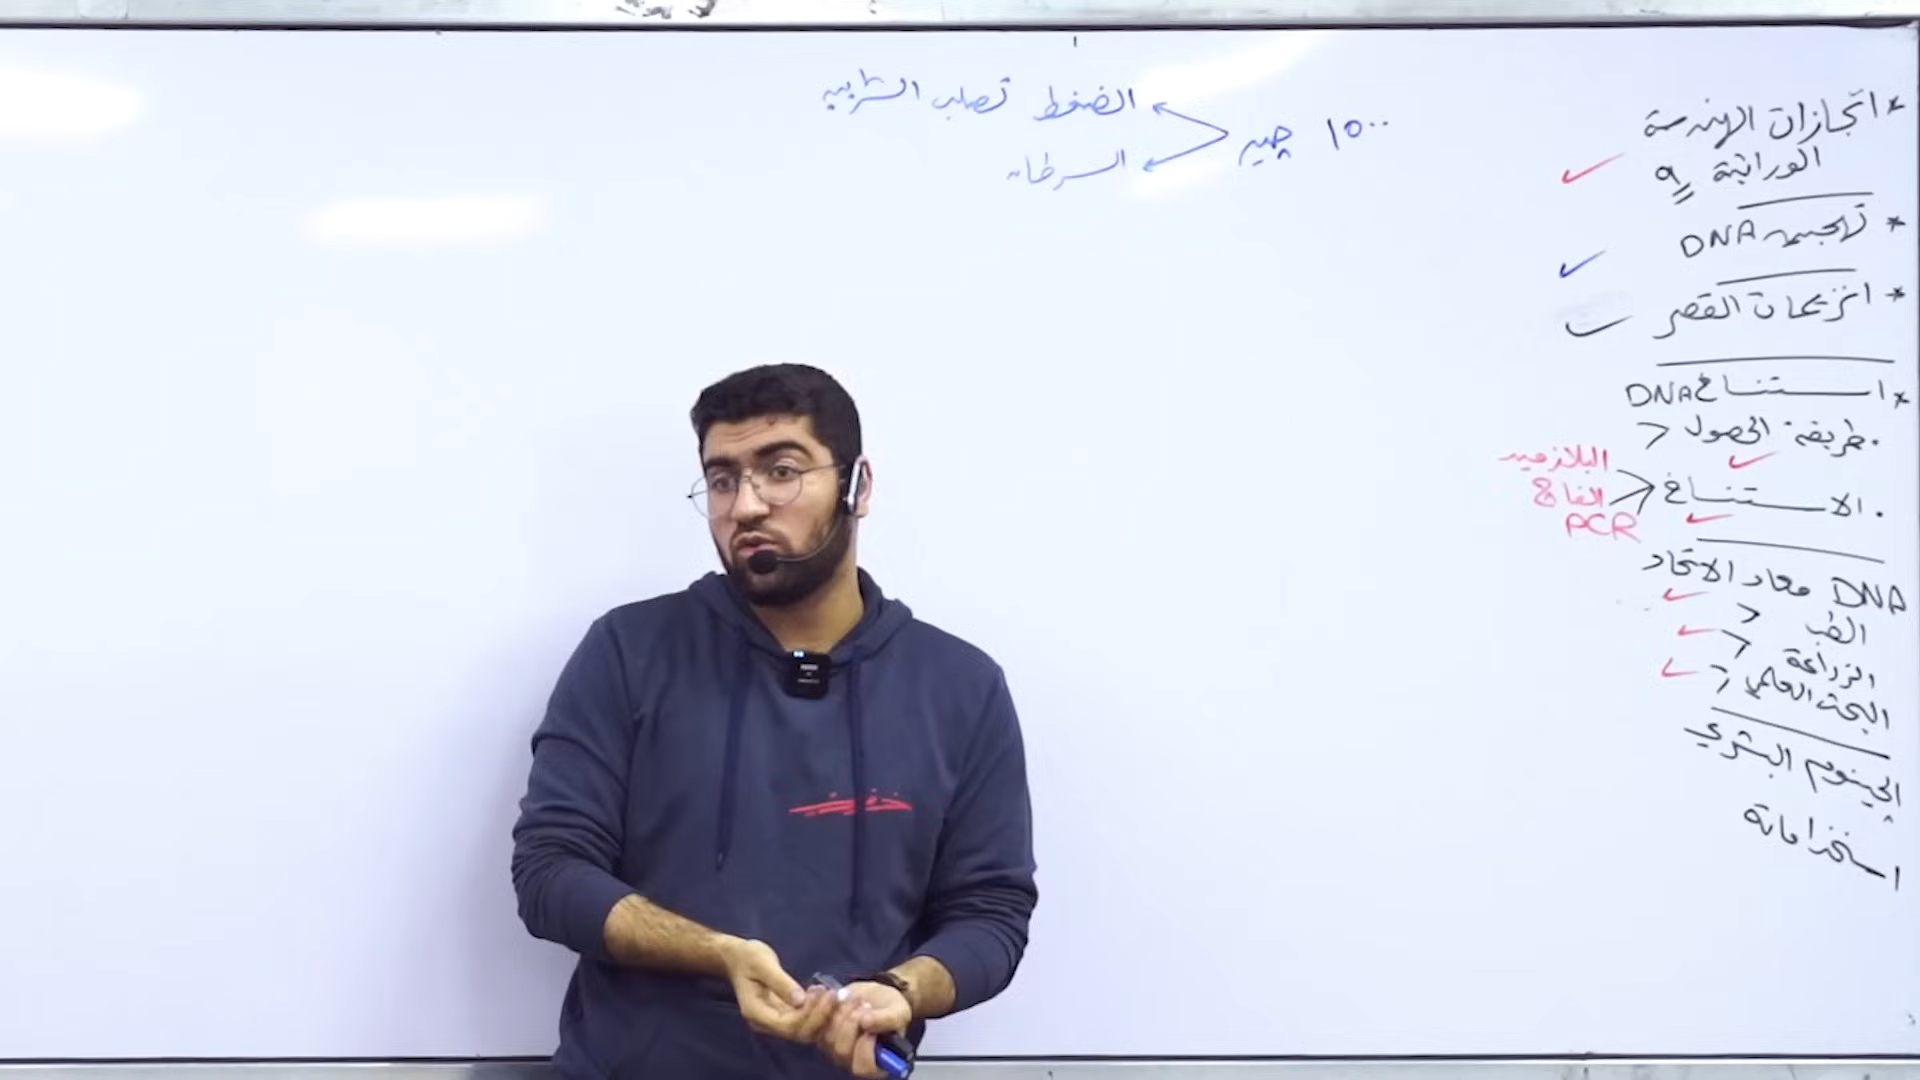 * انجازات الهندسة
الوراثية ؟
* تهجين DNA
* انزيمات القصر
* استنساخ DNA
. طريقة الحصول >
. الاستنساخ
البلازميد
الفاج
PCR
DNA معاد الاتحاد
الطب
الزراعة
البحث العلمي
الجينوم البشري
استخداماته
١٥٠٠ جين
الضغط تصلب الشرايين
السرطان